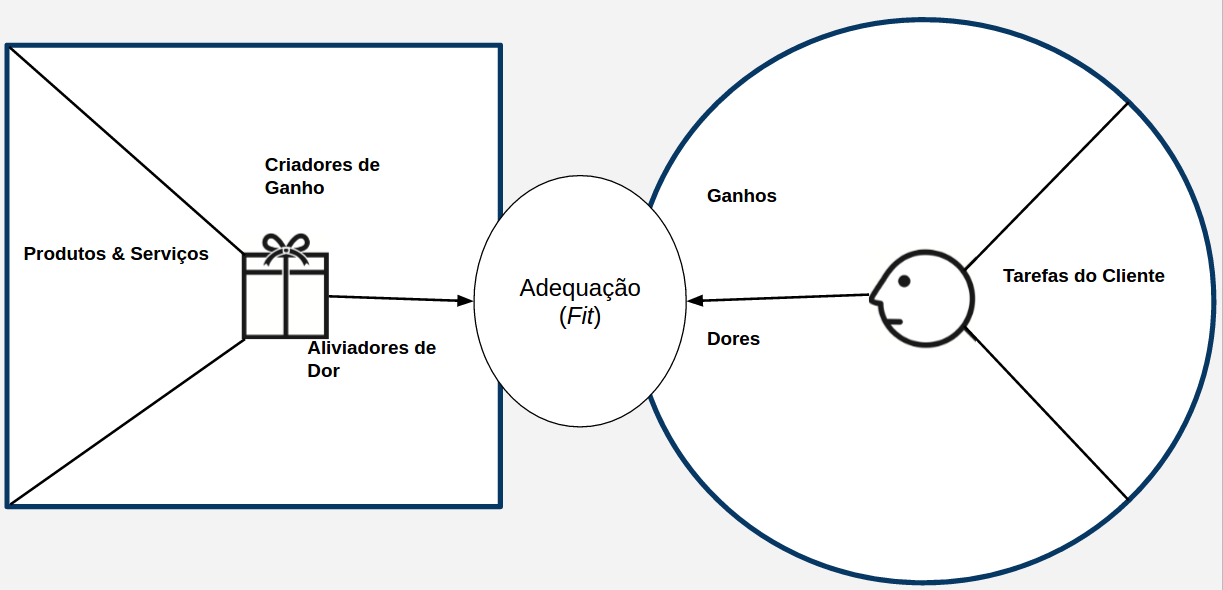 Criadores de
Ganho
Produtos & Serviços
Aliviadores de
Dor
Adequação
(Fit)
Ganhos
Dores
Tarefas do Cliente